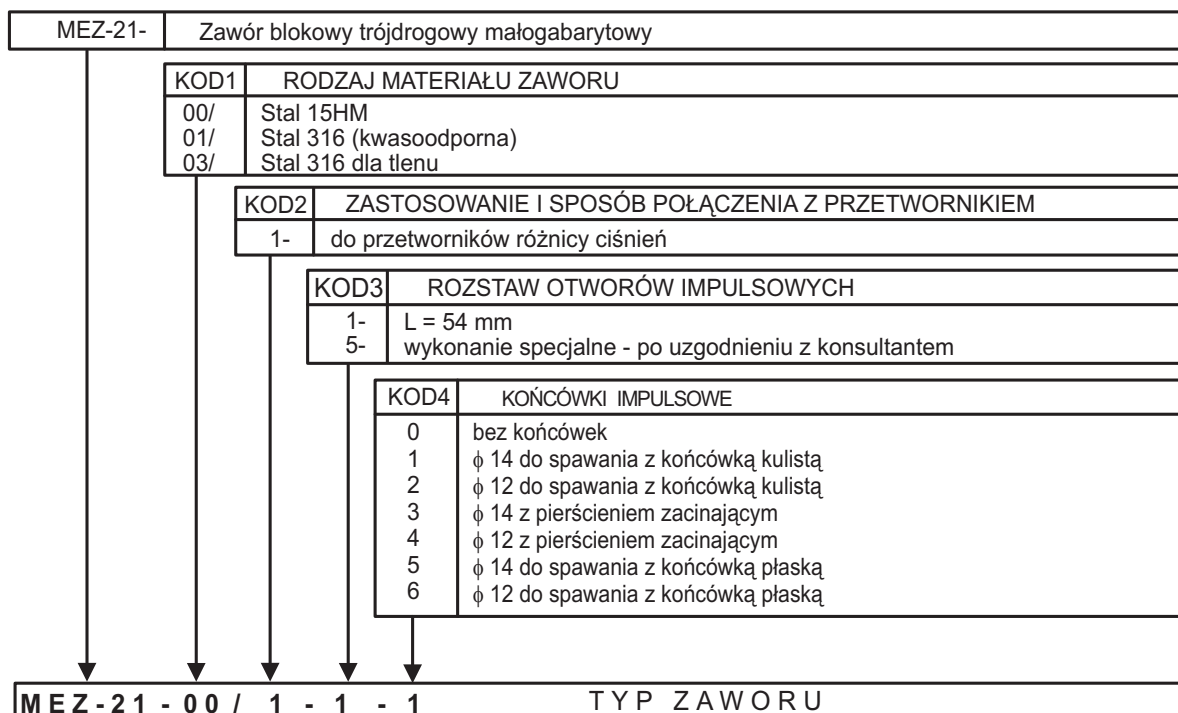 MEZ-21- Zawór blokowy trójdrogowy małogabarytowy
KOD1 RODZAJ MATERIAŁU ZAWORU
00/ Stal 15HM
01/ Stal 316 (kwasoodporna)
03/ Stal 316 dla tlenu
KOD2 ZASTOSOWANIE I SPOSÓB POŁĄCZENIA Z PRZETWORNIKIEM
1- do przetworników różnicy ciśnień
KOD3 ROZSTAW OTWORÓW IMPULSOWYCH
1- L = 54 mm
5- wykonanie specjalne - po uzgodnieniu z konsultantem
KOD4 KOŃCÓWKI IMPULSOWE
0 bez końcówek
1 ϕ 14 do spawania z końcówką kulistą
2 ϕ 12 do spawania z końcówką kulistą
3 ϕ 14 z pierścieniem zacinającym
4 ϕ 12 z pierścieniem zacinającym
5 ϕ 14 do spawania z końcówką płaską
6 ϕ 12 do spawania z końcówką płaską
MEZ-21-00/ 1 - 1 - 1 TYP ZAWORU